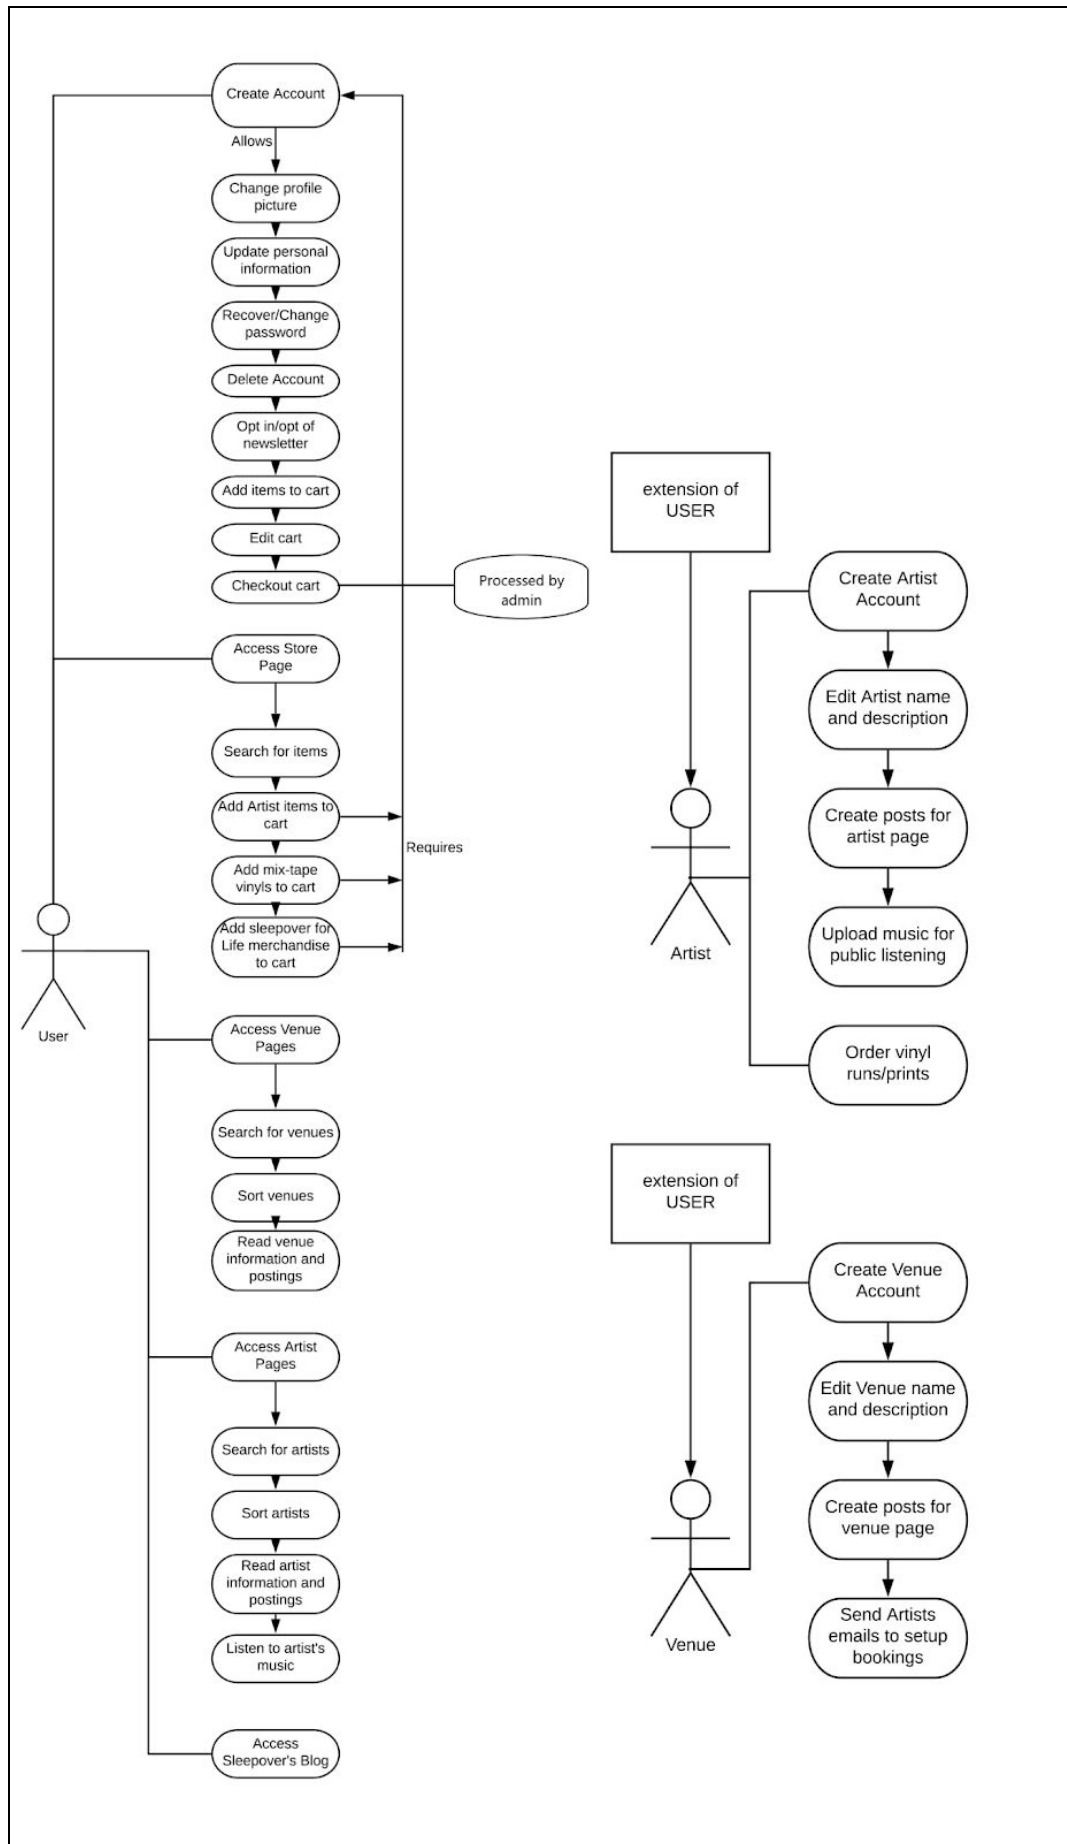 Create Account
Allows
Change profile
picture
Update personal
information
Recover/Change
password
Delete Account
Opt in/opt of
newsletter
Add items to cart
Edit cart
Checkout cart
Processed by
admin
Access Store
Page
Search for items
Add Artist items to
cart
Requires
Add mix-tape
vinyls to cart
Add sleepover for
Life merchandise
to cart
User
Access Venue
Pages
Search for venues
Sort venues
Read venue
information and
postings
Access Artist
Pages
Search for artists
Sort artists
Read artist
information and
postings
Listen to artist's
music
Access
Sleepover's Blog
extension of
USER
Artist
Create Artist
Account
Edit Artist name
and description
Create posts for
artist page
Upload music for
public listening
Order vinyl
runs/prints
extension of
USER
Venue
Create Venue
Account
Edit Venue name
and description
Create posts for
venue page
Send Artists
emails to setup
bookings